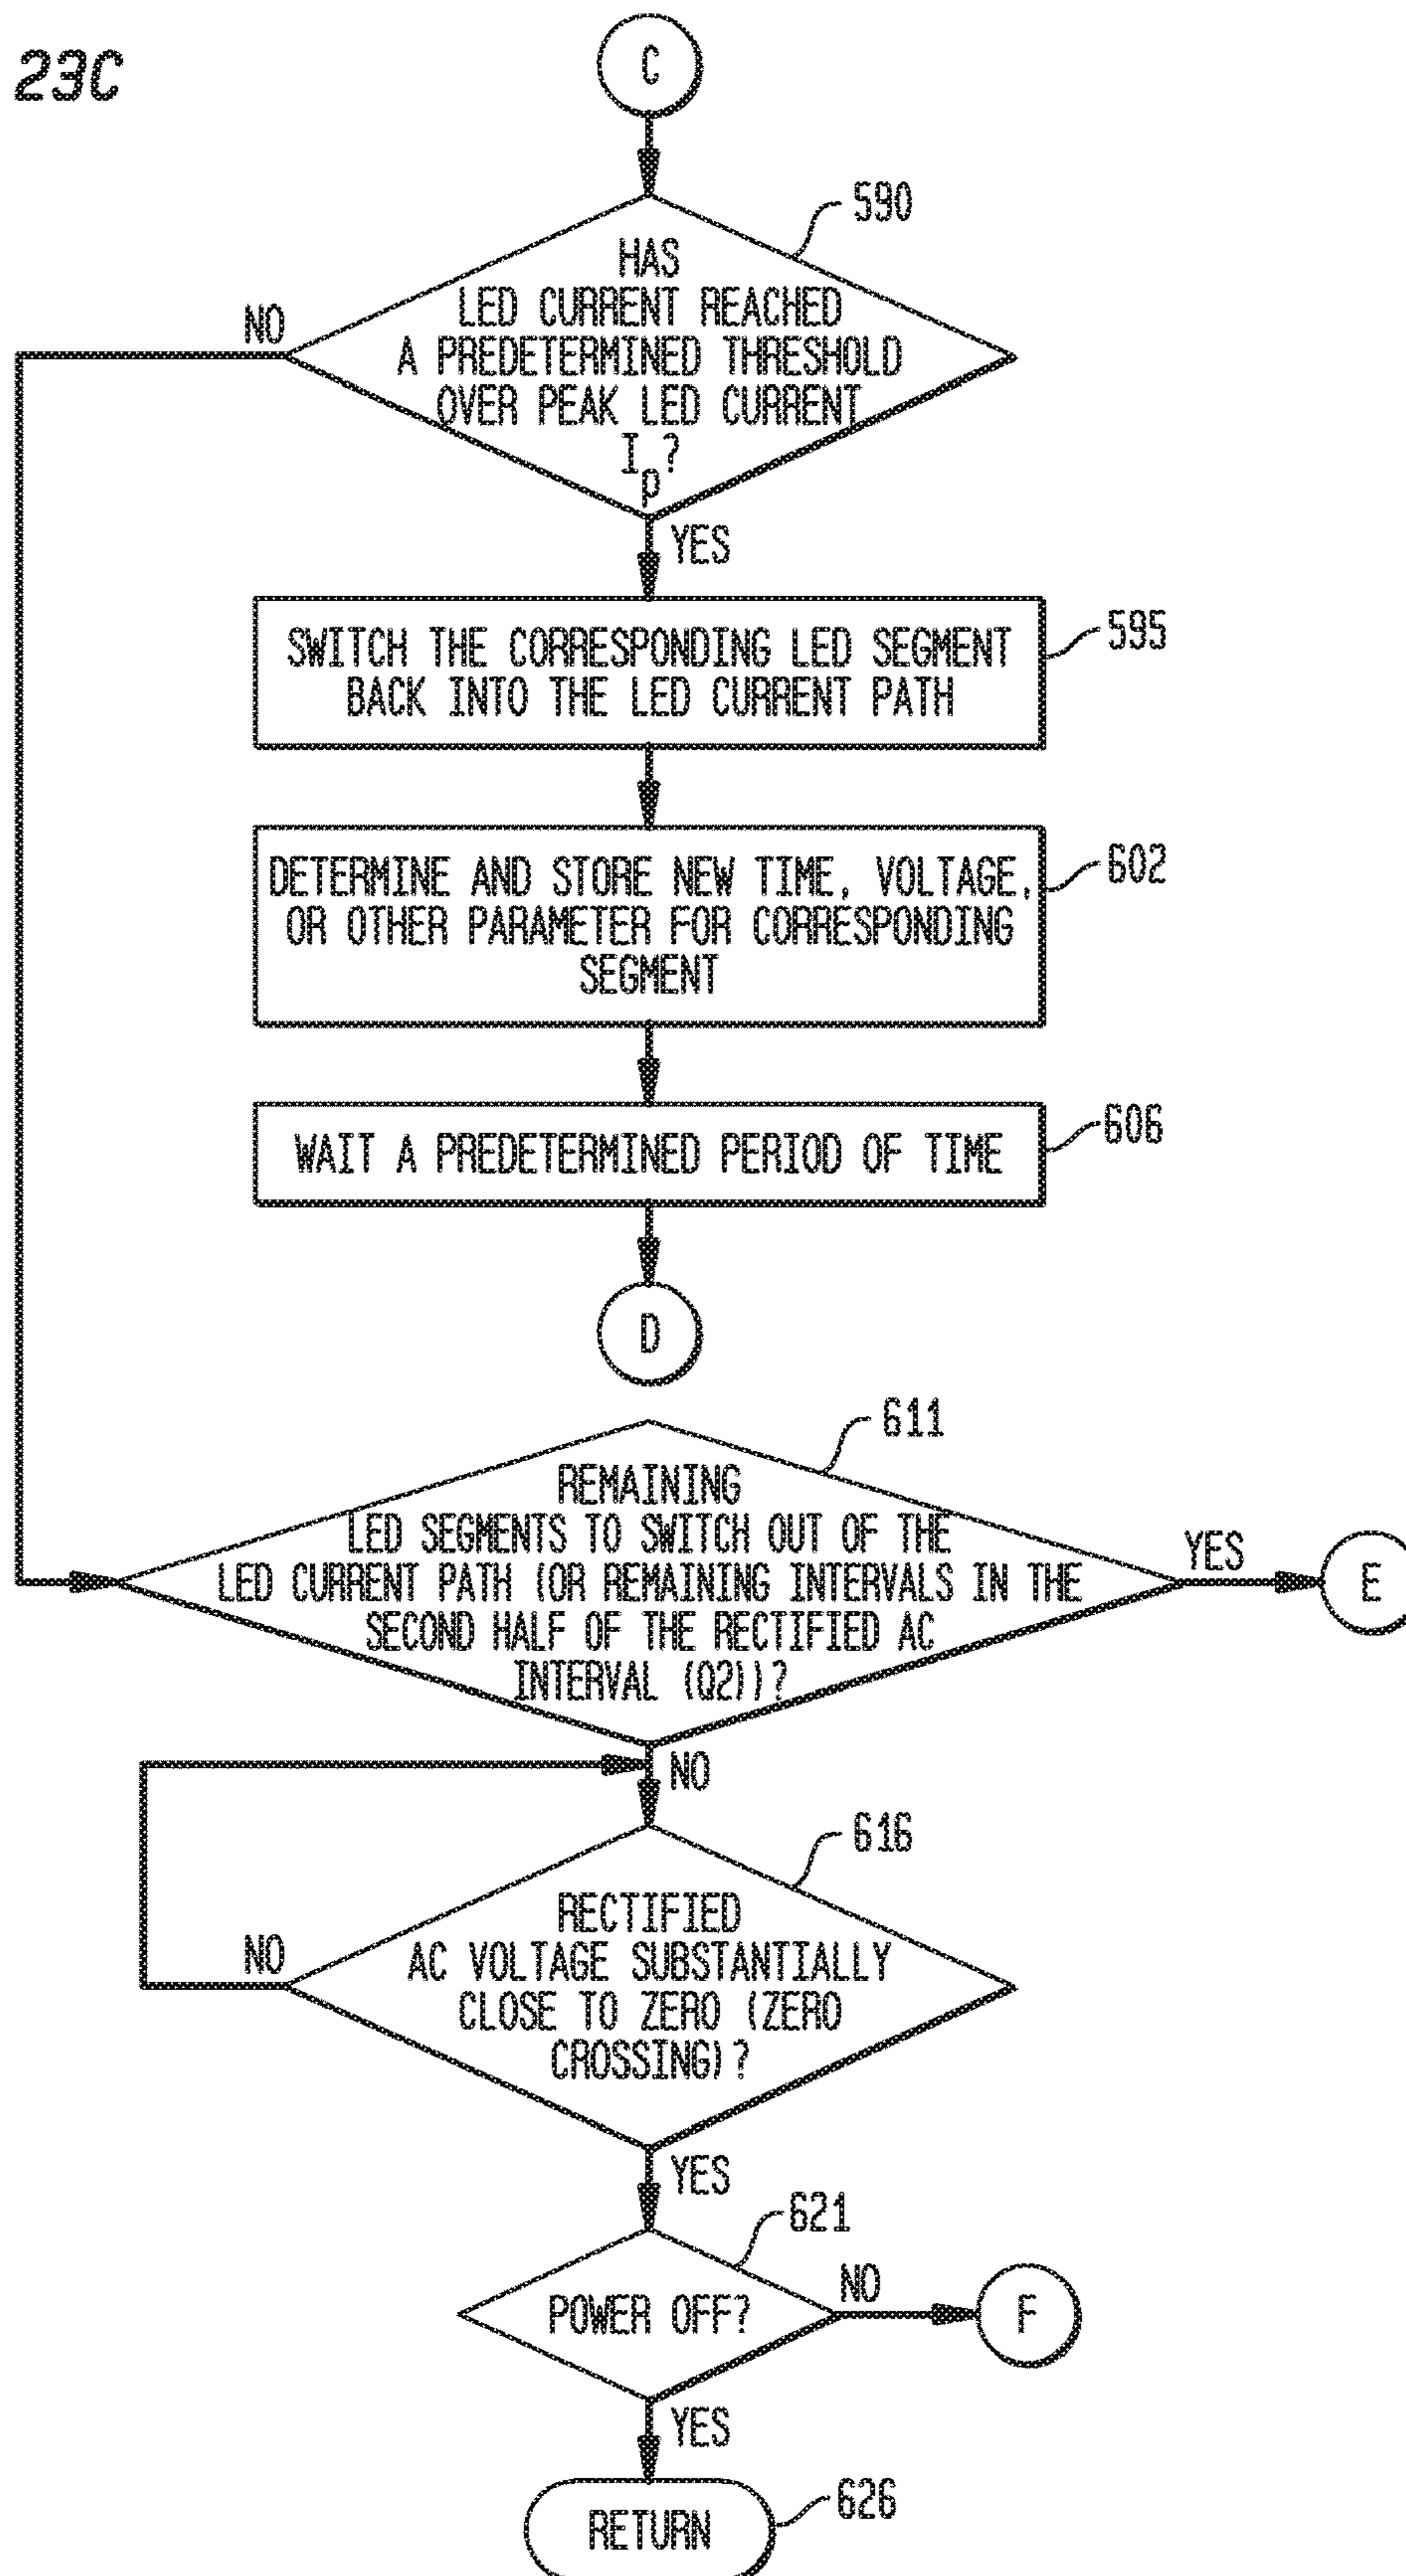 23C
C
590
HAS
LED CURRENT REACHED
A PREDETERMINED THRESHOLD
OVER PEAK LED CURRENT
Ip?
NO
YES
SWITCH THE CORRESPONDING LED SEGMENT
BACK INTO THE LED CURRENT PATH
595
DETERMINE AND STORE NEW TIME, VOLTAGE,
OR OTHER PARAMETER FOR CORRESPONDING
SEGMENT
602
WAIT A PREDETERMINED PERIOD OF TIME
606
D
611
REMAINING
LED SEGMENTS TO SWITCH OUT OF THE
LED CURRENT PATH (OR REMAINING INTERVALS IN THE
SECOND HALF OF THE RECTIFIED AC
INTERVAL (Q2))?
YES
E
NO
616
RECTIFIED
AC VOLTAGE SUBSTANTIALLY
CLOSE TO ZERO (ZERO
CROSSING)?
NO
YES
621
POWER OFF?
NO
F
YES
RETURN
626